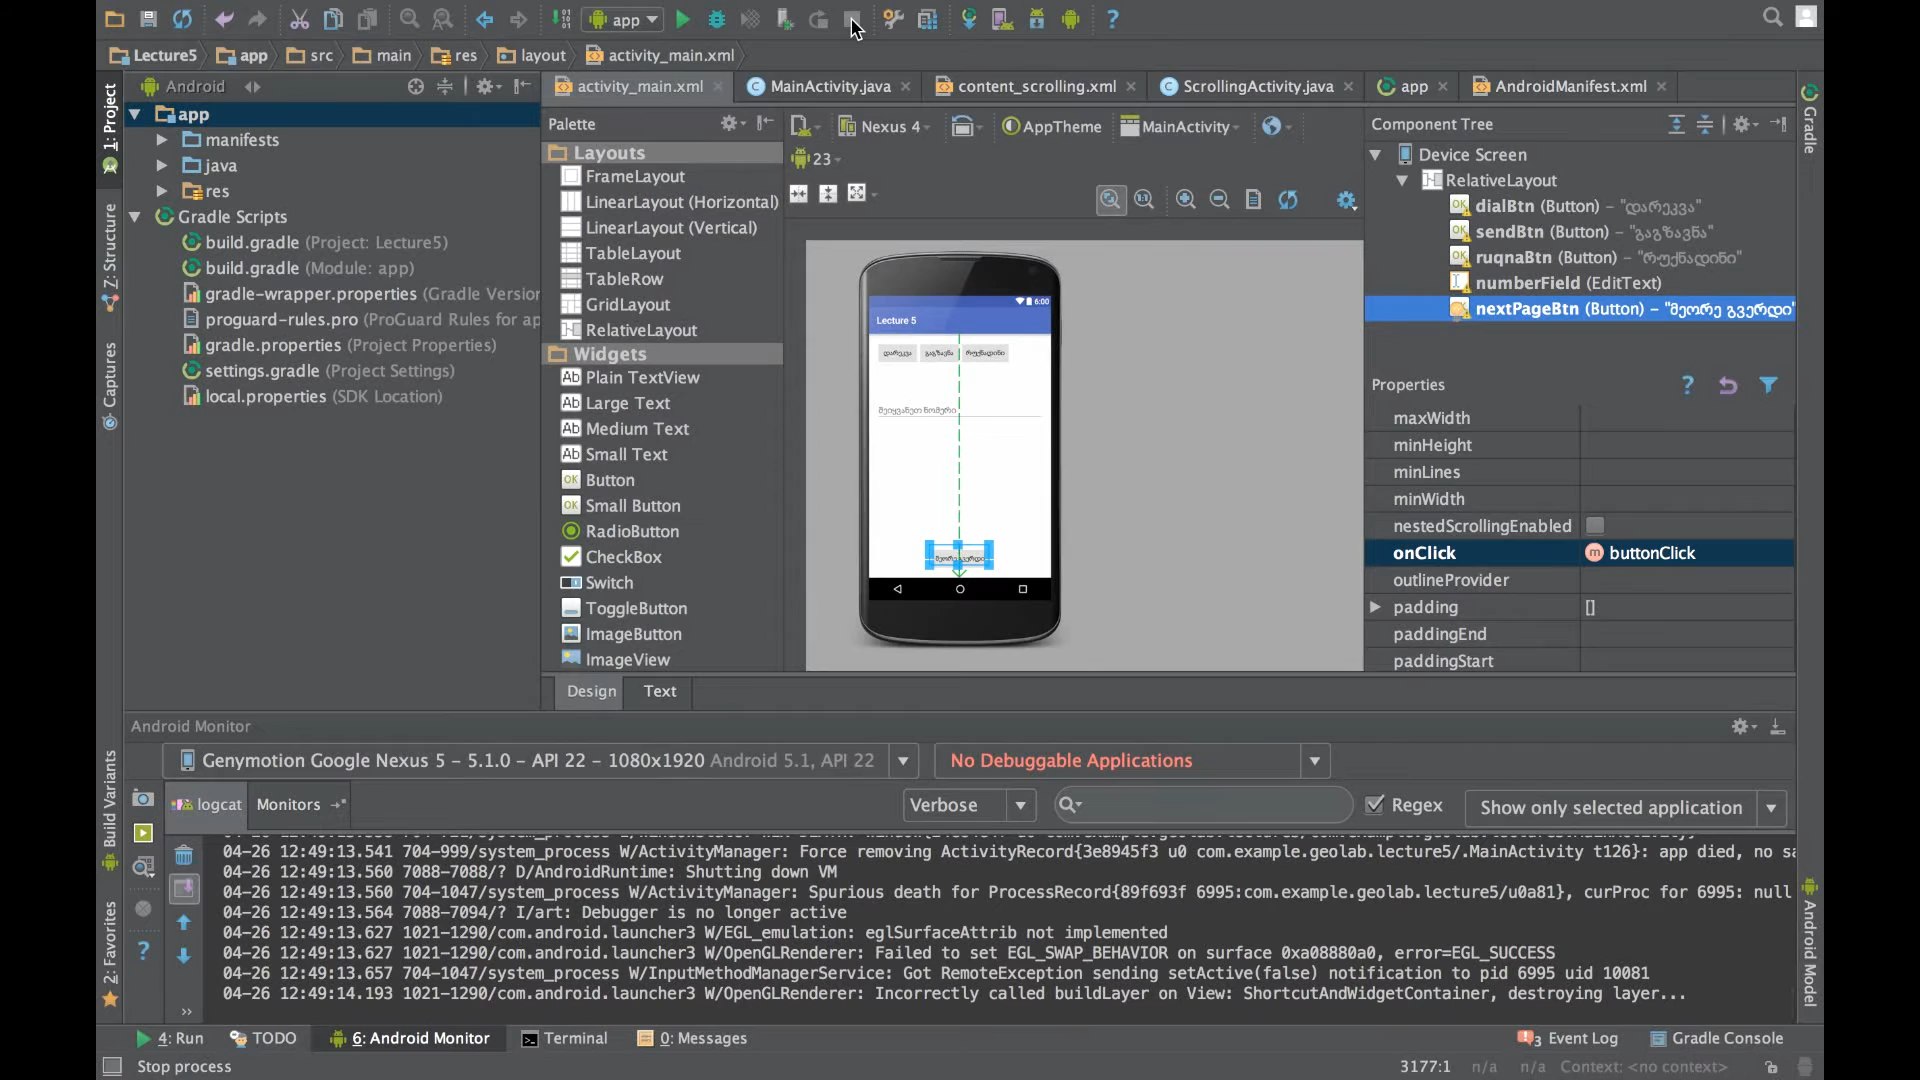 app
Lecture5
app
src
main
res
layout
activity_main.xml
Android
activity_main.xml
MainActivity.java
content_scrolling.xml
ScrollingActivity.java
app
AndroidManifest.xml
1: Project
Z: Structure
Captures
Build Variants
2: Favorites
Gradle
Android Model
app
manifests
java
res
Gradle Scripts
build.gradle (Project: Lecture5)
build.gradle (Module: app)
gradle-wrapper.properties (Gradle Version
proguard-rules.pro (ProGuard Rules for ap
gradle.properties (Project Properties)
settings.gradle (Project Settings)
local.properties (SDK Location)
Palette
Layouts
FrameLayout
LinearLayout (Horizontal)
LinearLayout (Vertical)
TableLayout
TableRow
GridLayout
RelativeLayout
Widgets
Plain TextView
Large Text
Medium Text
Small Text
Button
Small Button
RadioButton
CheckBox
Switch
ToggleButton
ImageButton
ImageView
Nexus 4
AppTheme
MainActivity
23
6:00
Lecture 5
დარეკვა
გაგზავნა
რუქნადინი
შეიყვანეთ ნომერი
მეორე გვერდი
Design
Text
Component Tree
Device Screen
RelativeLayout
dialBtn (Button) – "დარეკვა"
sendBtn (Button) – "გაგზავნა"
ruqnaBtn (Button) – "რუქნადინი"
numberField (EditText)
nextPageBtn (Button) – "მეორე გვერდი"
Properties
maxWidth
minHeight
minLines
minWidth
nestedScrollingEnabled
onClick
buttonClick
outlineProvider
padding
[]
paddingEnd
paddingStart
Android Monitor
Genymotion Google Nexus 5 – 5.1.0 – API 22 – 1080x1920 Android 5.1, API 22
No Debuggable Applications
logcat
Monitors
Verbose
Regex
Show only selected application
04-26 12:49:13.541 704-999/system_process W/ActivityManager: Force removing ActivityRecord{3e8945f3 u0 com.example.geolab.lecture5/.MainActivity t126}: app died, no sa
04-26 12:49:13.560 7088-7088/? D/AndroidRuntime: Shutting down VM
04-26 12:49:13.560 704-1047/system_process W/ActivityManager: Spurious death for ProcessRecord{89f693f 6995:com.example.geolab.lecture5/u0a81}, curProc for 6995: null
04-26 12:49:13.564 7088-7094/? I/art: Debugger is no longer active
04-26 12:49:13.627 1021-1290/com.android.launcher3 W/EGL_emulation: eglSurfaceAttrib not implemented
04-26 12:49:13.627 1021-1290/com.android.launcher3 W/OpenGLRenderer: Failed to set EGL_SWAP_BEHAVIOR on surface 0xa08880a0, error=EGL_SUCCESS
04-26 12:49:13.657 704-1047/system_process W/InputMethodManagerService: Got RemoteException sending setActive(false) notification to pid 6995 uid 10081
04-26 12:49:14.193 1021-1290/com.android.launcher3 W/OpenGLRenderer: Incorrectly called buildLayer on View: ShortcutAndWidgetContainer, destroying layer...
4: Run
TODO
6: Android Monitor
Terminal
0: Messages
3 Event Log
Gradle Console
Stop process
3177:1
n/a
n/a
Context: <no context>